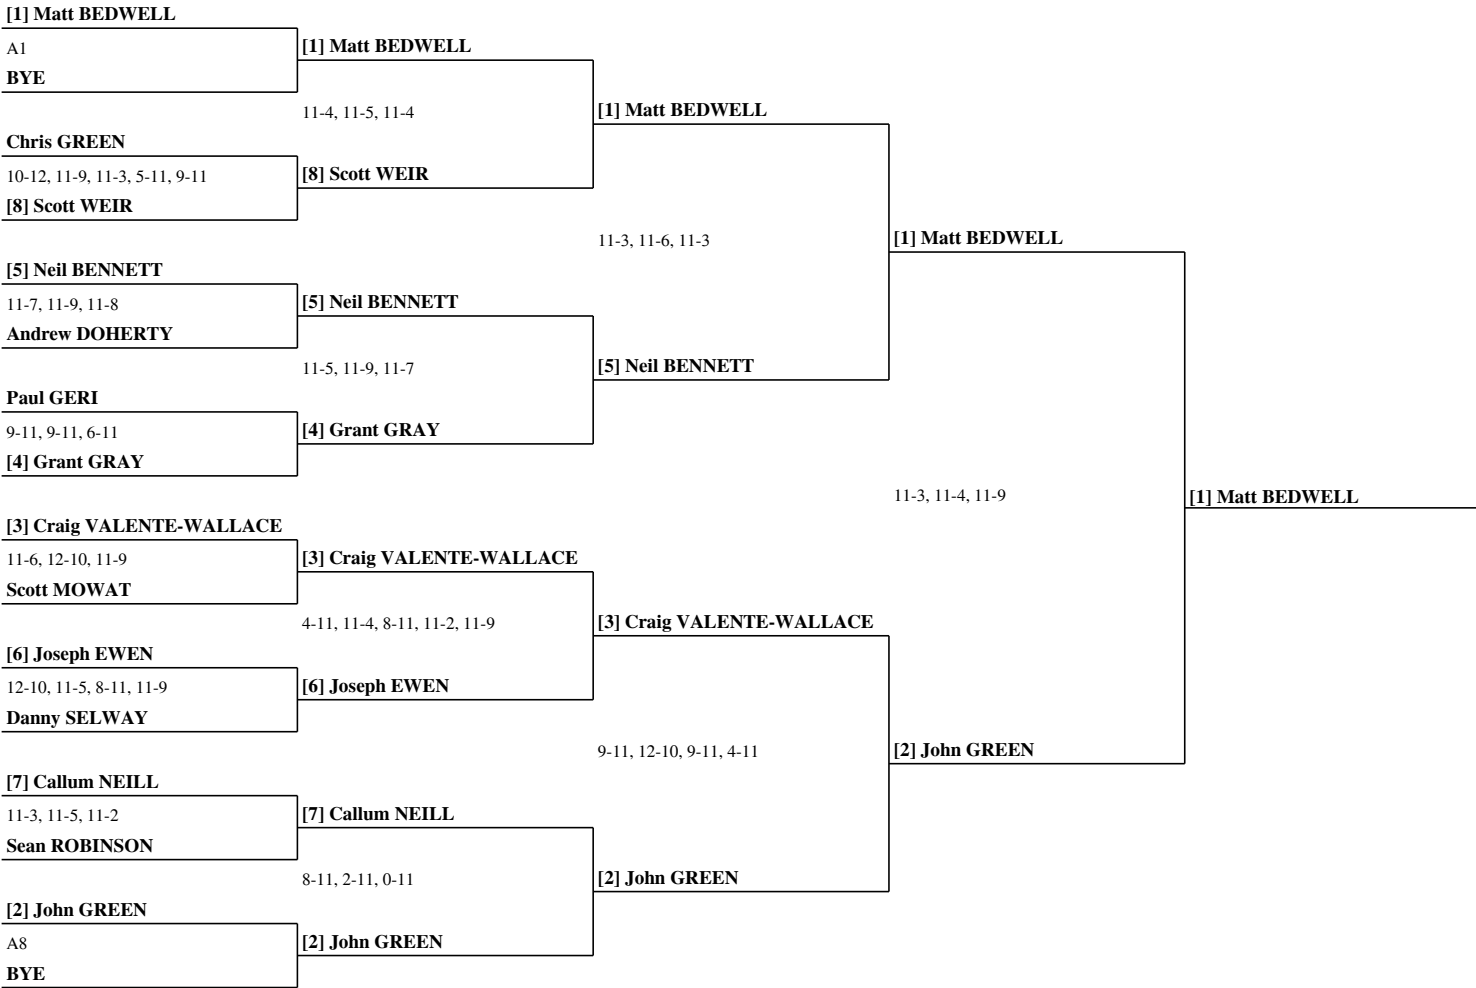 [1] Matt BEDWELL
A1
BYE
Chris GREEN
10-12, 11-9, 11-3, 5-11, 9-11
[8] Scott WEIR
[5] Neil BENNETT
11-7, 11-9, 11-8
Andrew DOHERTY
Paul GERI
9-11, 9-11, 6-11
[4] Grant GRAY
[3] Craig VALENTE-WALLACE
11-6, 12-10, 11-9
Scott MOWAT
[6] Joseph EWEN
12-10, 11-5, 8-11, 11-9
Danny SELWAY
[7] Callum NEILL
11-3, 11-5, 11-2
Sean ROBINSON
[2] John GREEN
A8
BYE
[1] Matt BEDWELL
11-4, 11-5, 11-4
[8] Scott WEIR
[5] Neil BENNETT
11-5, 11-9, 11-7
[4] Grant GRAY
[3] Craig VALENTE-WALLACE
4-11, 11-4, 8-11, 11-2, 11-9
[6] Joseph EWEN
[7] Callum NEILL
8-11, 2-11, 0-11
[2] John GREEN
[1] Matt BEDWELL
11-3, 11-6, 11-3
[5] Neil BENNETT
[3] Craig VALENTE-WALLACE
9-11, 12-10, 9-11, 4-11
[2] John GREEN
[1] Matt BEDWELL
11-3, 11-4, 11-9
[2] John GREEN
[1] Matt BEDWELL